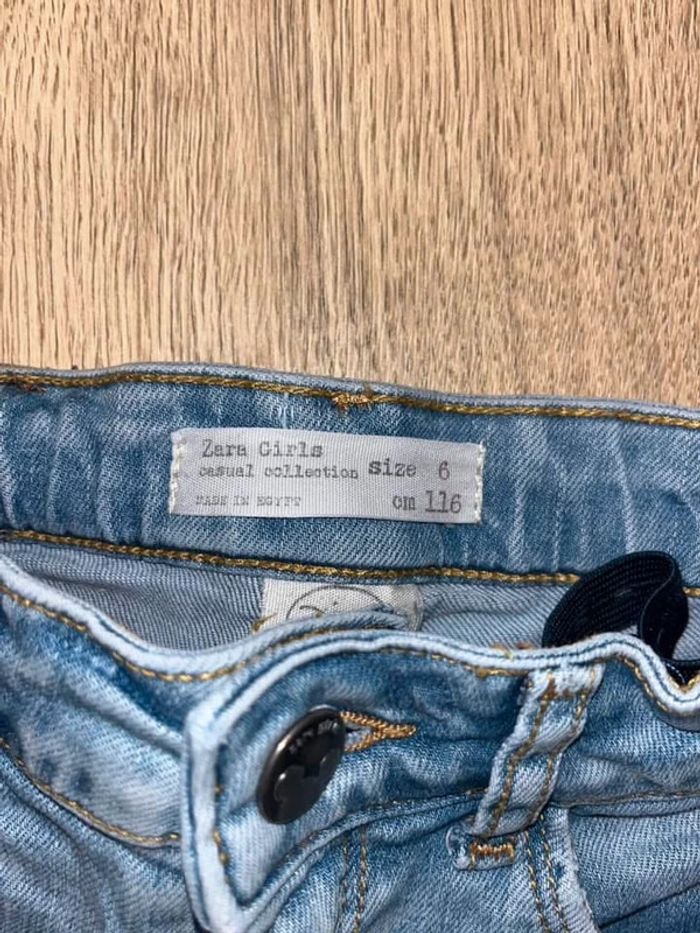 Zara Girls
casual collection size 6
MADE IN EGYPT cm 116